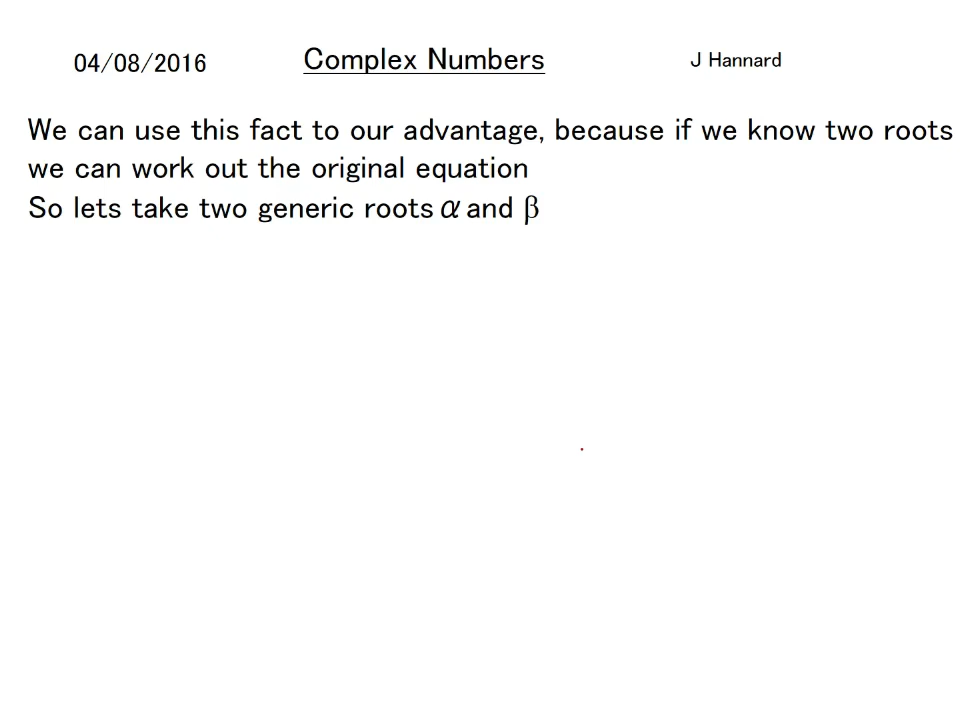 04/08/2016 Complex Numbers J Hannard
We can use this fact to our advantage, because if we know two roots
we can work out the original equation
So lets take two generic roots α and β